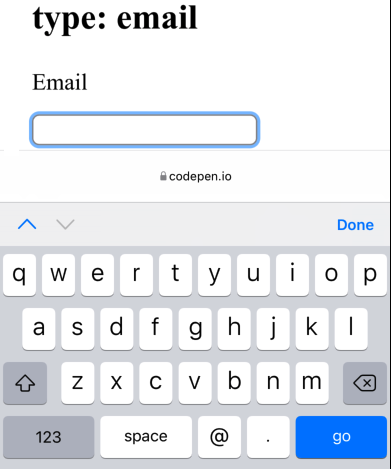 type: email
Email
codepen.io
Done
q w e r t y u i o p
a s d f g h j k l
z x c v b n m
123 space @ . go